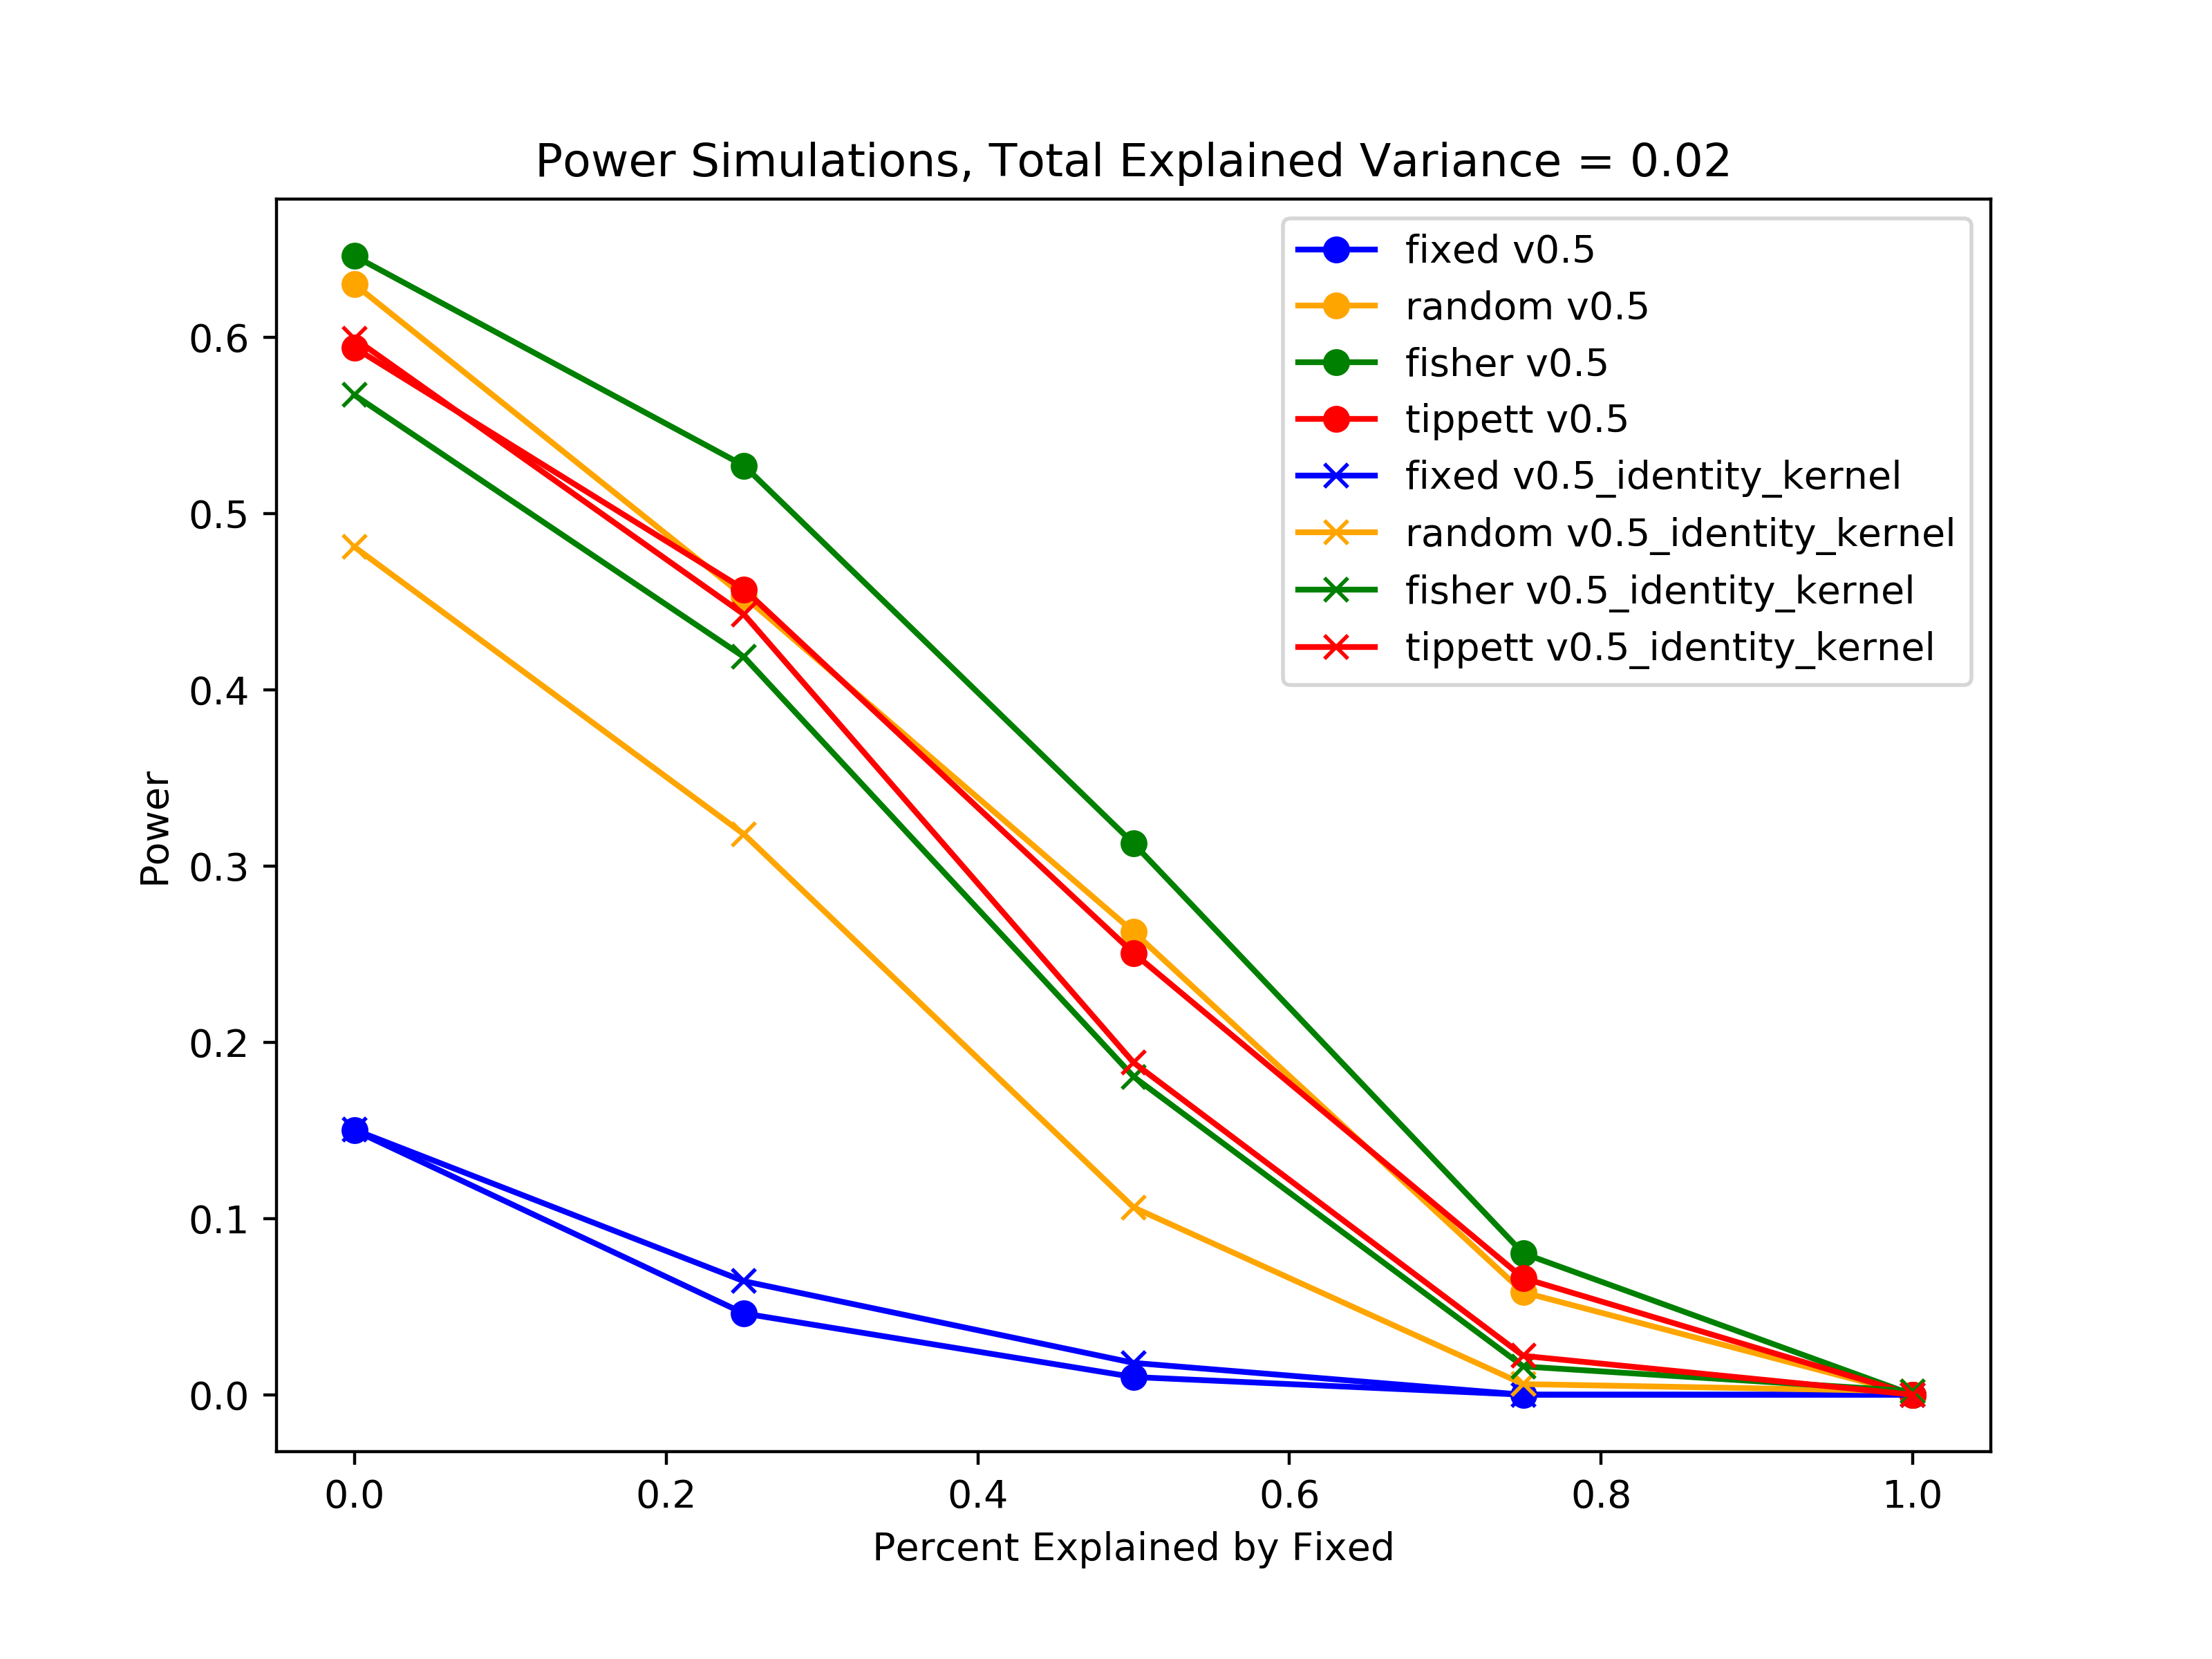 Power Simulations, Total Explained Variance = 0.02
fixed v0.5
random v0.5
fisher v0.5
tippett v0.5
fixed v0.5_identity_kernel
random v0.5_identity_kernel
fisher v0.5_identity_kernel
tippett v0.5_identity_kernel
Power
0.6
0.5
0.4
0.3
0.2
0.1
0.0
0.0 0.2 0.4 0.6 0.8 1.0
Percent Explained by Fixed